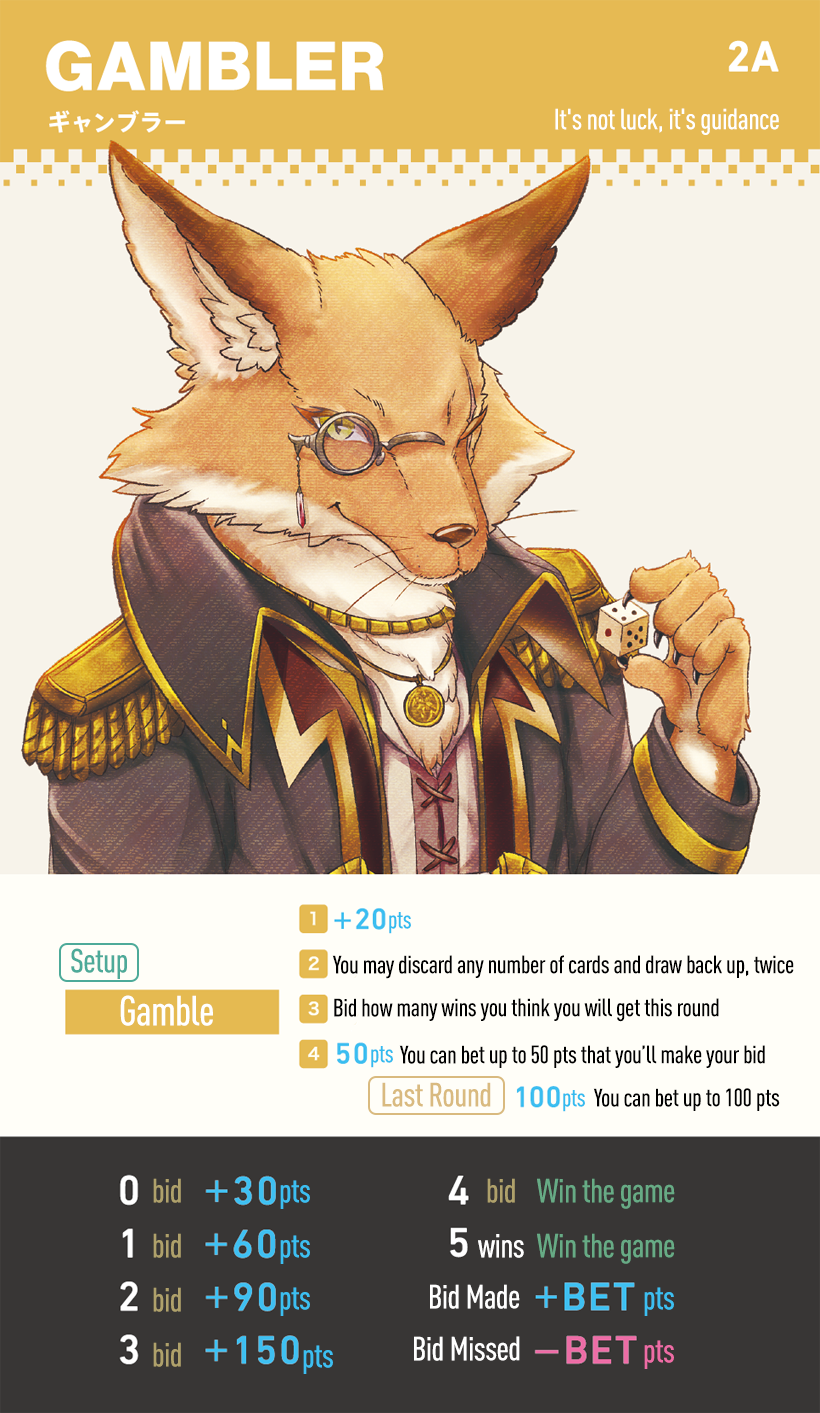 GAMBLER
2A
ギャンブラー
It's not luck, it's guidance
Setup
Gamble
1 +20pts
2 You may discard any number of cards and draw back up, twice
3 Bid how many wins you think you will get this round
4 50pts You can bet up to 50 pts that you'll make your bid
Last Round 100pts You can bet up to 100 pts
0 bid +30pts
1 bid +60pts
2 bid +90pts
3 bid +150pts
4 bid Win the game
5 wins Win the game
Bid Made +BET pts
Bid Missed −BET pts